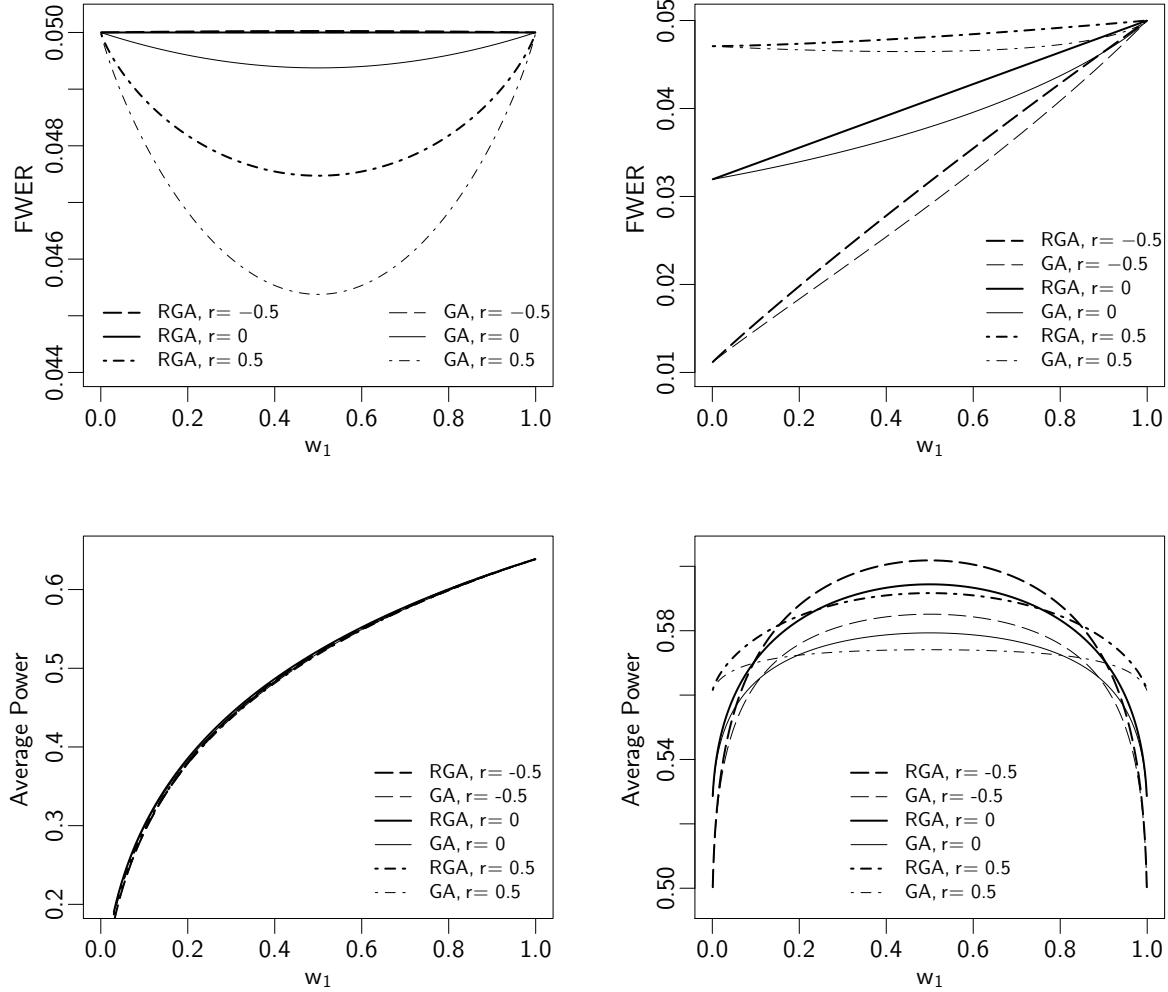 0.050
0.048
0.046
0.044
FWER
RGA, r= −0.5
RGA, r= 0
RGA, r= 0.5
GA, r= −0.5
GA, r= 0
GA, r= 0.5
0.0 0.2 0.4 0.6 0.8 1.0
w1
0.05
0.04
0.03
0.02
0.01
FWER
RGA, r= −0.5
GA, r= −0.5
RGA, r= 0
GA, r= 0
RGA, r= 0.5
GA, r= 0.5
0.0 0.2 0.4 0.6 0.8 1.0
w1
0.6
0.5
0.4
0.3
0.2
Average Power
RGA, r= -0.5
GA, r= -0.5
RGA, r= 0
GA, r= 0
RGA, r= 0.5
GA, r= 0.5
0.0 0.2 0.4 0.6 0.8 1.0
w1
0.58
0.54
0.50
Average Power
RGA, r= -0.5
GA, r= -0.5
RGA, r= 0
GA, r= 0
RGA, r= 0.5
GA, r= 0.5
0.0 0.2 0.4 0.6 0.8 1.0
w1